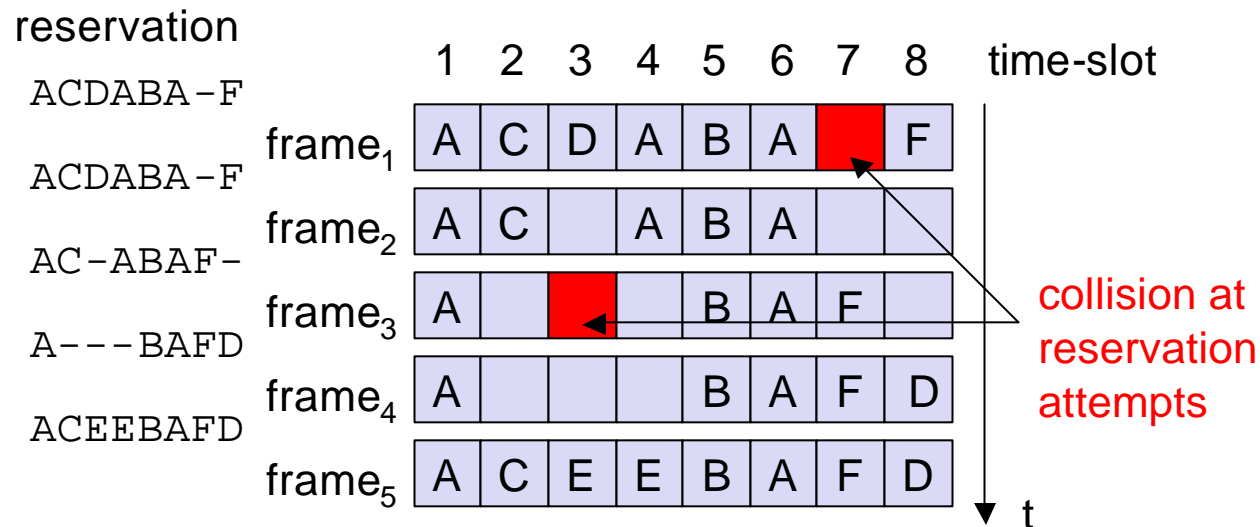 reservation
1 2 3 4 5 6 7 8 time-slot
ACDABA-F
frame₁ A C D A B A F
ACDABA-F
frame₂ A C A B A
AC-ABAF-
frame₃ A B A F
A---BAFD
frame₄ A B A F D
ACEEBAFD
frame₅ A C E E B A F D
collision at
reservation
attempts
t